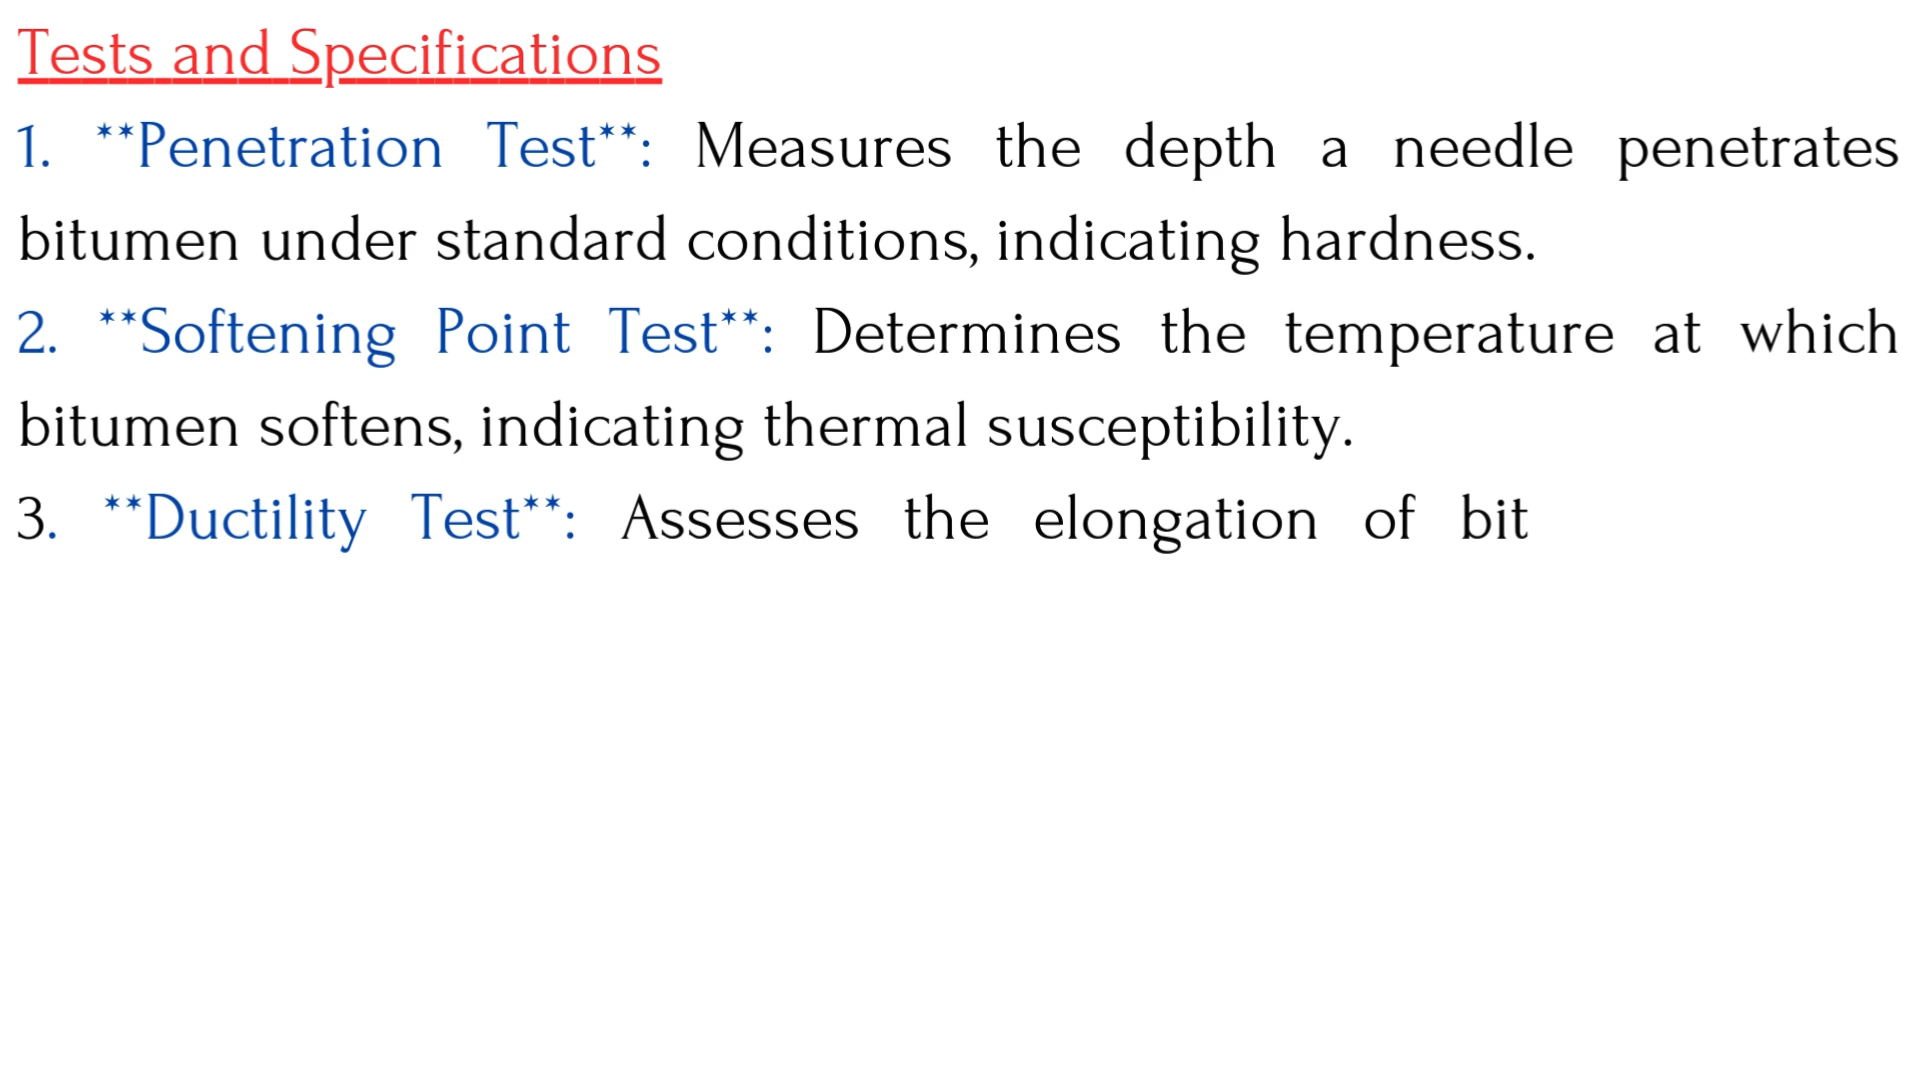 Tests and Specifications
1. **Penetration Test**: Measures the depth a needle penetrates
bitumen under standard conditions, indicating hardness.
2. **Softening Point Test**: Determines the temperature at which
bitumen softens, indicating thermal susceptibility.
3. **Ductility Test**: Assesses the elongation of bit